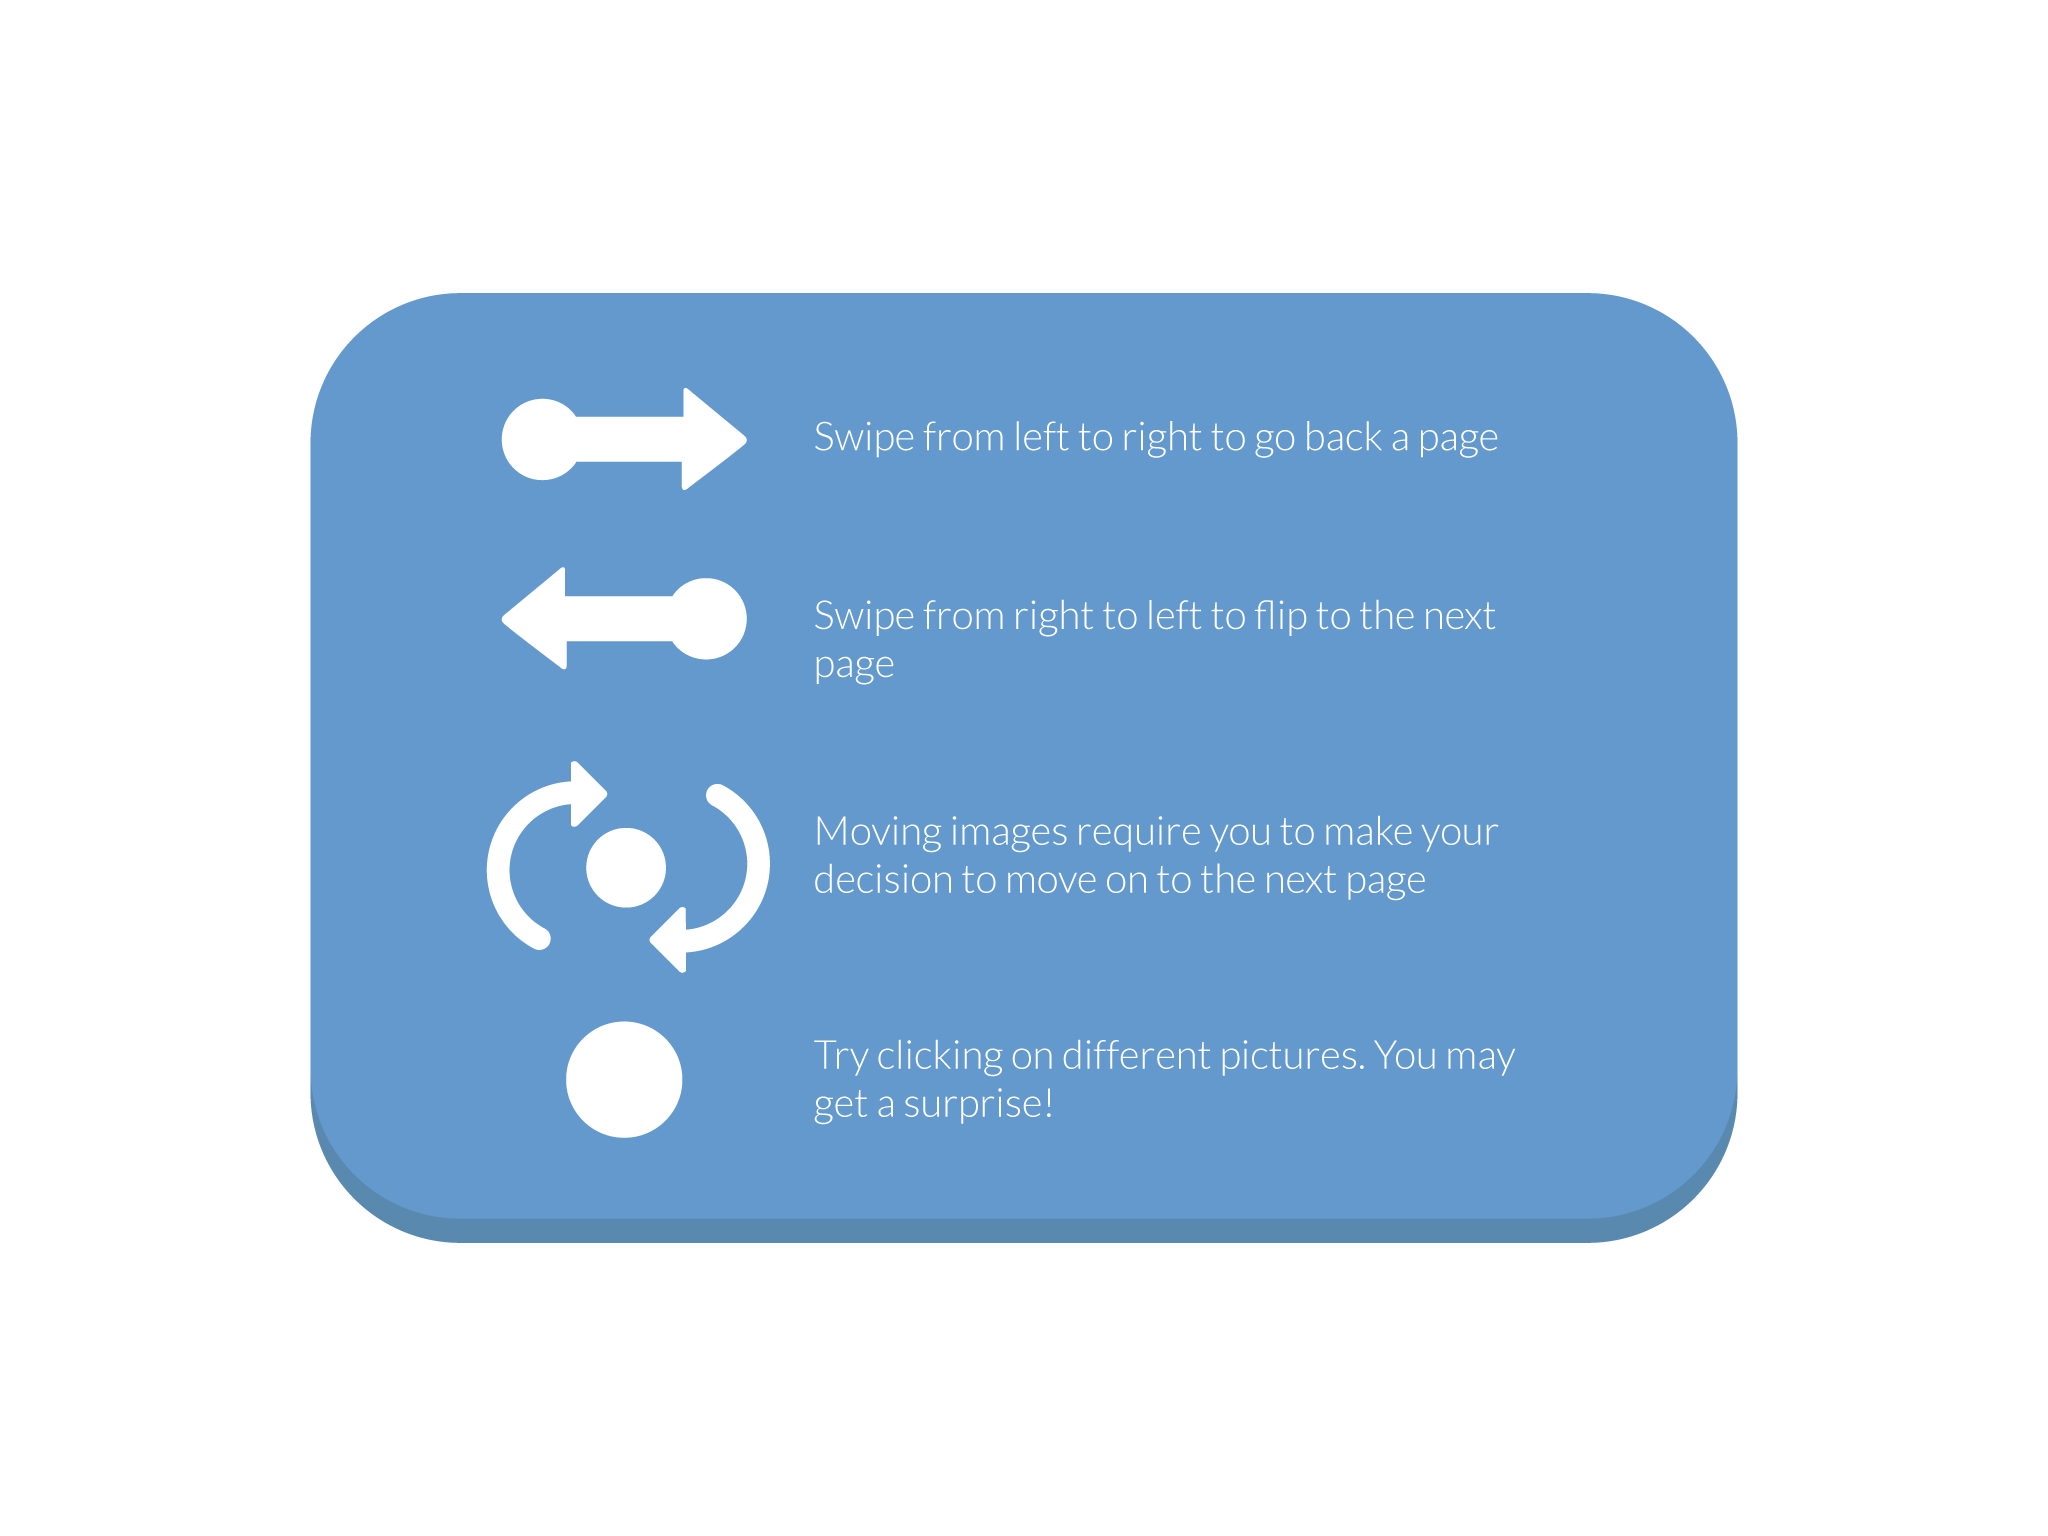 Swipe from left to right to go back a page
Swipe from right to left to flip to the next
page
Moving images require you to make your
decision to move on to the next page
Try clicking on different pictures. You may
get a surprise!